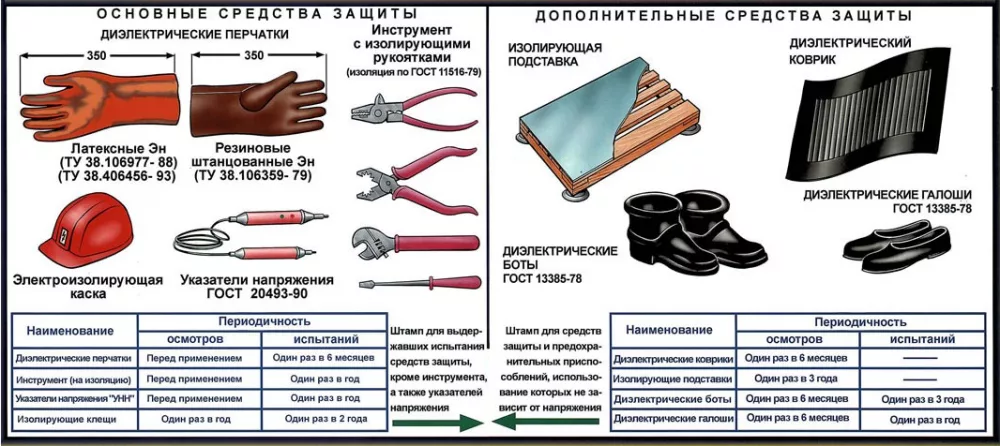 ОСНОВНЫЕ СРЕДСТВА ЗАЩИТЫ
ДИЭЛЕКТРИЧЕСКИЕ ПЕРЧАТКИ
350
350
Латексные Эн
(ТУ 38.106977- 88)
(ТУ 38.406456- 93)
Резиновые
штанцованные Эн
(ТУ 38.106359- 79)
Инструмент
с изолирующими
рукоятками
(изоляция по ГОСТ 11516-79)
Электроизолирующая
каска
Указатели напряжения
ГОСТ 20493-90
Наименование
Периодичность
осмотров
испытаний
Диэлектрические перчатки
Перед применением
Один раз в 6 месяцев
Инструмент (на изоляцию)
Перед применением
Один раз в год
Указатели напряжения "УНН"
Перед применением
Один раз в год
Изолирующие клещи
Один раз в год
Один раз в 2 года
Штамп для выдер-
жавших испытания
средств защиты,
кроме инструмента,
а также указателей
напряжения
ДОПОЛНИТЕЛЬНЫЕ СРЕДСТВА ЗАЩИТЫ
ИЗОЛИРУЮЩАЯ
ПОДСТАВКА
ДИЭЛЕКТРИЧЕСКИЙ
КОВРИК
ДИЭЛЕКТРИЧЕСКИЕ
БОТЫ
ГОСТ 13385-78
ДИЭЛЕКТРИЧЕСКИЕ ГАЛОШИ
ГОСТ 13385-78
Штамп для средств
защиты и предохра-
нительных приспо-
соблений, использо-
вание которых не за-
висит от напряжения
Наименование
Периодичность
осмотров
испытаний
Диэлектрические коврики
Один раз в 6 месяцев
——
Изолирующие подставки
Один раз в 3 года
——
Диэлектрические боты
Один раз в 6 месяцев
Один раз в 3 года
Диэлектрические галоши
Один раз в 6 месяцев
Один раз в год